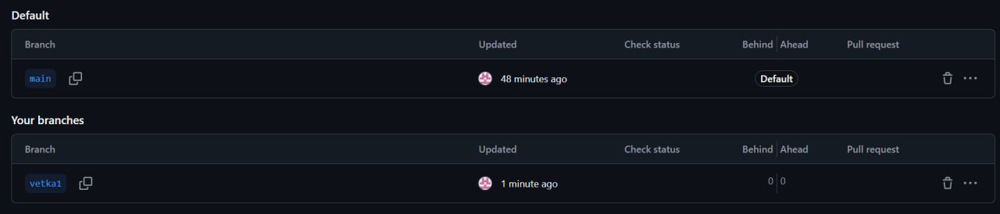 Default
Branch Updated Check status Behind Ahead Pull request
main 48 minutes ago Default
Your branches
Branch Updated Check status Behind Ahead Pull request
vetka1 1 minute ago 0 0